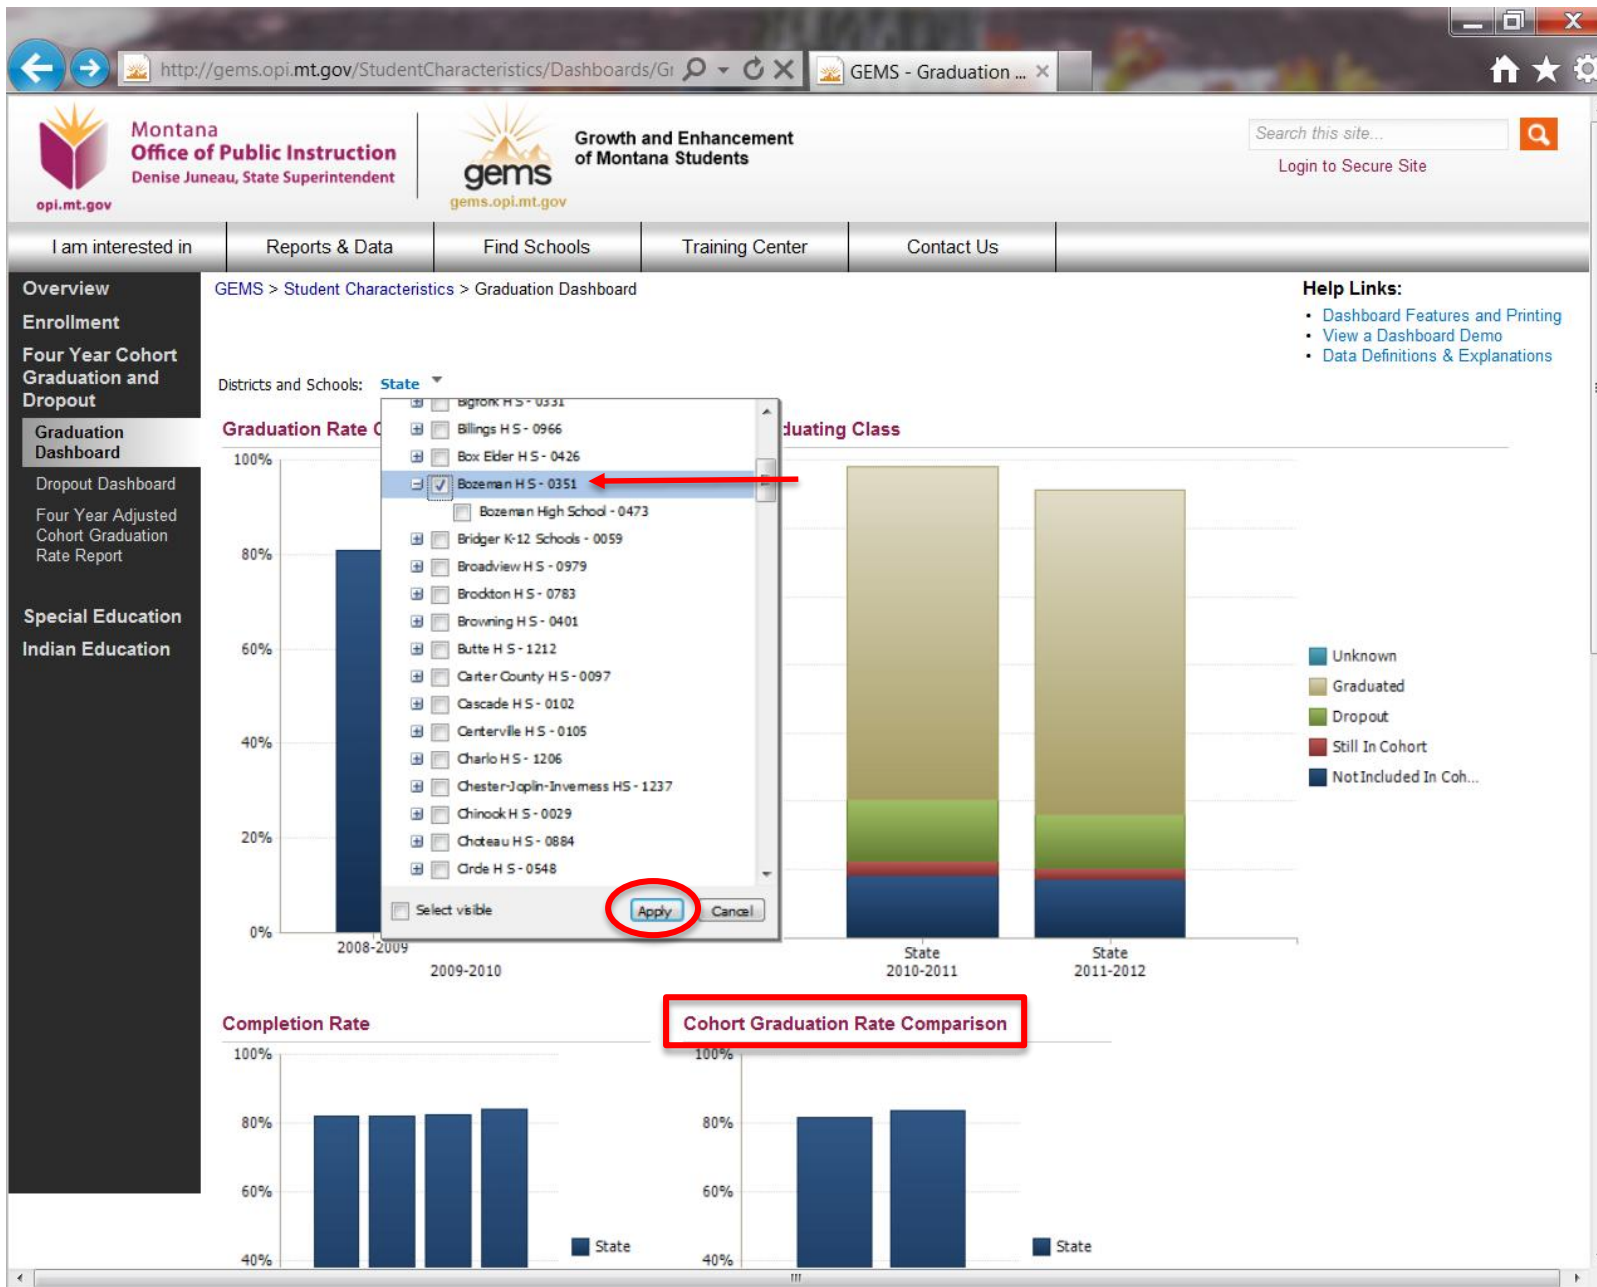 http://gems.opi.mt.gov/StudentCharacteristics/Dashboards/Gr
GEMS - Graduation ...
Montana
Office of Public Instruction
Denise Juneau, State Superintendent
opi.mt.gov
gems
gems.opi.mt.gov
Growth and Enhancement
of Montana Students
Search this site...
Login to Secure Site
I am interested in
Reports & Data
Find Schools
Training Center
Contact Us
Overview
Enrollment
Four Year Cohort
Graduation and
Dropout
Graduation
Dashboard
Dropout Dashboard
Four Year Adjusted
Cohort Graduation
Rate Report
Special Education
Indian Education
GEMS > Student Characteristics > Graduation Dashboard
Help Links:
• Dashboard Features and Printing
• View a Dashboard Demo
• Data Definitions & Explanations
Districts and Schools: State
Graduation Rate
duating Class
Bigfork H S - 0331
Billings H S - 0966
Box Elder H S - 0426
Bozeman H S - 0351
Bozeman High School - 0473
Bridger K-12 Schools - 0059
Broadview H S - 0979
Brockton H S - 0783
Browning H S - 0401
Butte H S - 1212
Carter County H S - 0097
Cascade H S - 0102
Centerville H S - 0105
Charlo H S - 1206
Chester-Joplin-Inverness HS - 1237
Chinook H S - 0029
Choteau H S - 0884
Circle H S - 0548
Select visible
Apply
Cancel
100%
80%
60%
40%
20%
0%
2008-2009
2009-2010
State
2010-2011
State
2011-2012
Unknown
Graduated
Dropout
Still In Cohort
Not Included In Coh...
Completion Rate
100%
80%
60%
40%
State
Cohort Graduation Rate Comparison
100%
80%
60%
40%
State